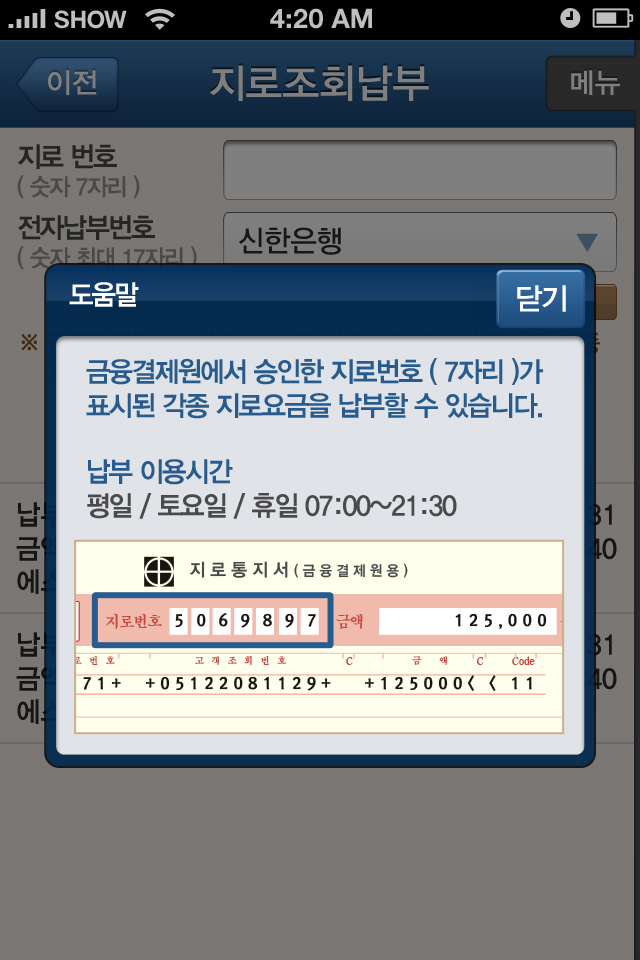 SHOW 4:20 AM
이전 지로조회납부 메뉴
지로 번호
( 숫자 7자리 )
전자납부번호 신한은행
( 숫자 최대 17자리 )
도움말 닫기
※
금융결제원에서 승인한 지로번호 ( 7자리 )가
표시된 각종 지로요금을 납부할 수 있습니다.
납부 이용시간
평일 / 토요일 / 휴일 07:00~21:30
지로통지서(금융결제원용)
지로번호 5 0 6 9 8 9 7 금액 125,000
로 번 호 고 객 조 회 번 호 C 금 액 C Code
71+ +05122081129+ +125000< < 11
납부 31
금액 40
에스
납부 31
금액 40
에스